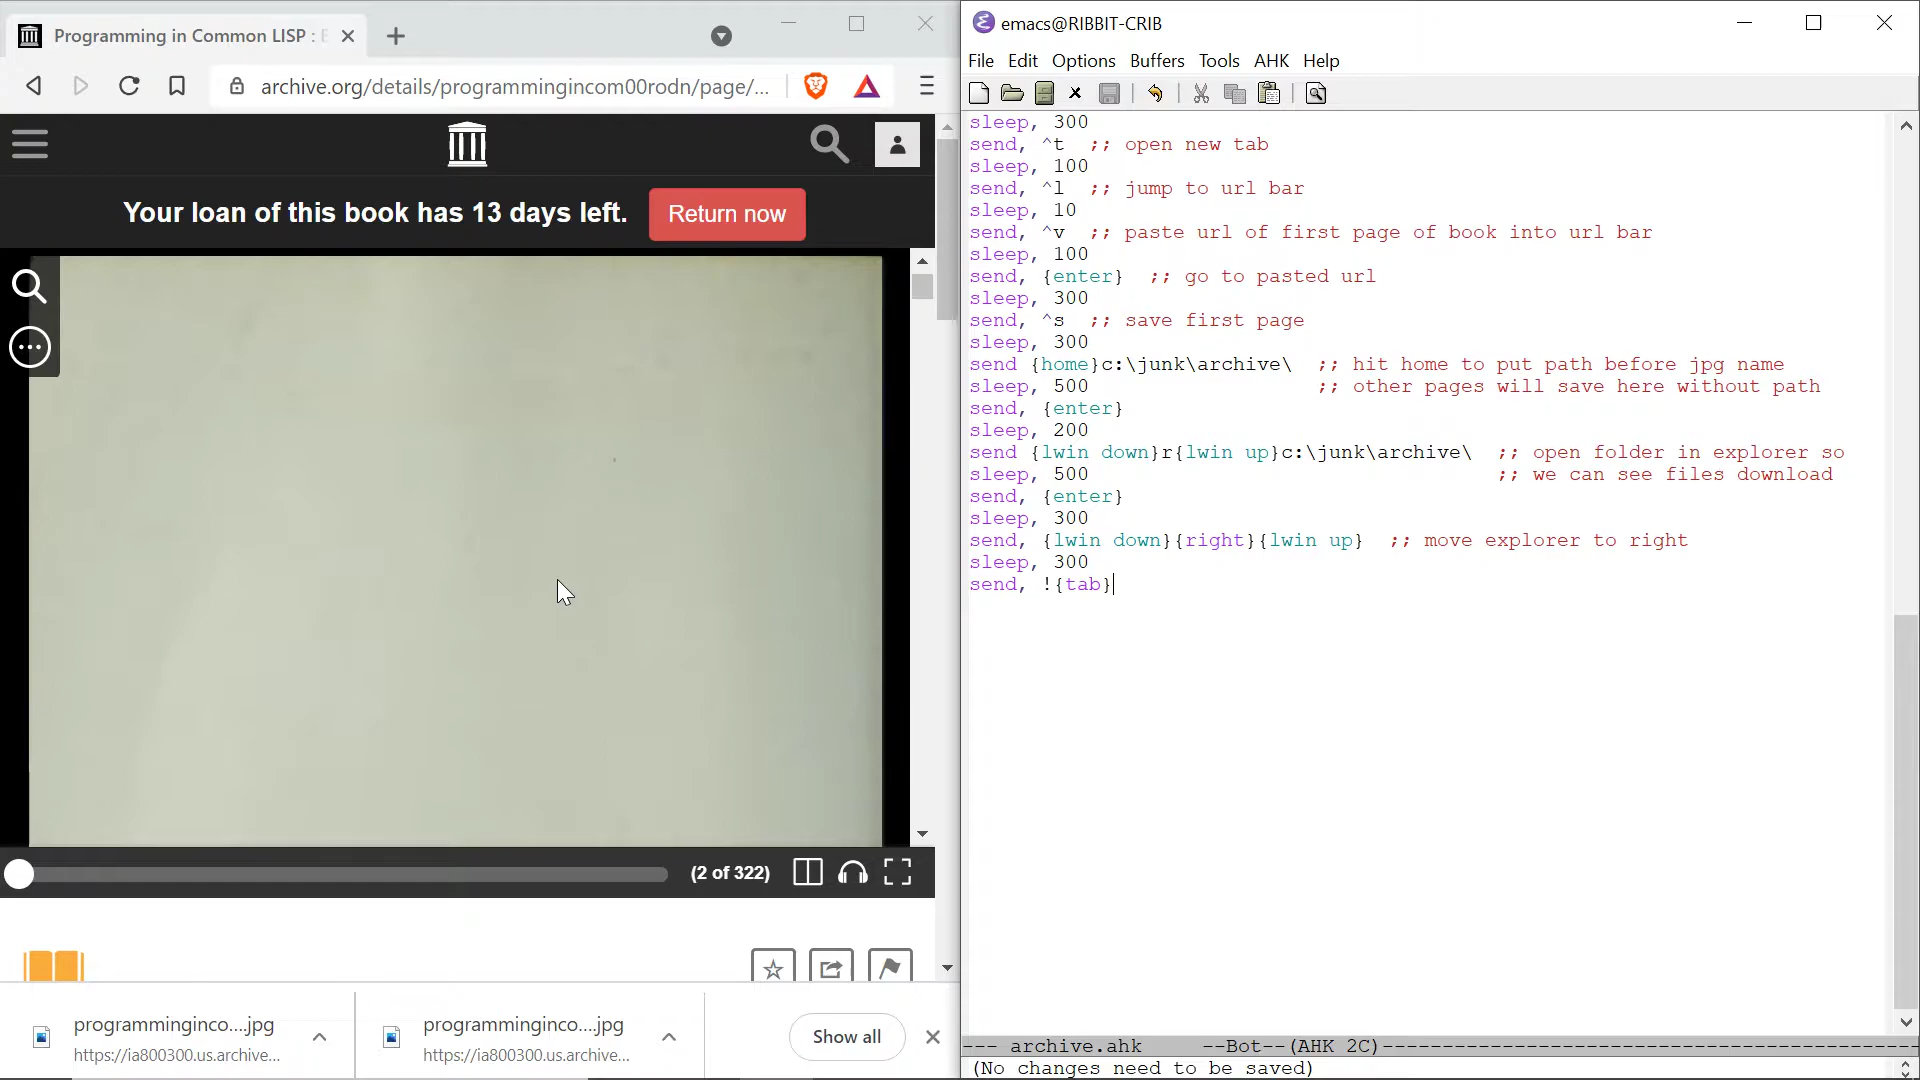 Programming in Common LISP :
archive.org/details/programmingincom00rodn/page/...
Your loan of this book has 13 days left.
Return now
(2 of 322)
programminginco....jpg
https://ia800300.us.archive...
programminginco....jpg
https://ia800300.us.archive...
Show all
emacs@RIBBIT-CRIB
File Edit Options Buffers Tools AHK Help
sleep, 300
send, ^t  ;; open new tab
sleep, 100
send, ^l  ;; jump to url bar
sleep, 10
send, ^v  ;; paste url of first page of book into url bar
sleep, 100
send, {enter}  ;; go to pasted url
sleep, 300
send, ^s  ;; save first page
sleep, 300
send {home}c:\junk\archive\  ;; hit home to put path before jpg name
sleep, 500                   ;; other pages will save here without path
send, {enter}
sleep, 200
send {lwin down}r{lwin up}c:\junk\archive\  ;; open folder in explorer so
sleep, 500                                  ;; we can see files download
send, {enter}
sleep, 300
send, {lwin down}{right}{lwin up}  ;; move explorer to right
sleep, 300
send, !{tab}
--- archive.ahk     --Bot--(AHK 2C)---------------------------------------------
(No changes need to be saved)